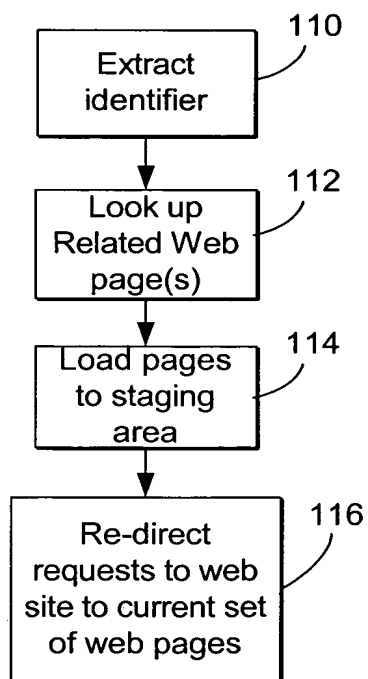 110
Extract
identifier
112
Look up
Related Web
page(s)
114
Load pages
to staging
area
116
Re-direct
requests to web
site to current set
of web pages